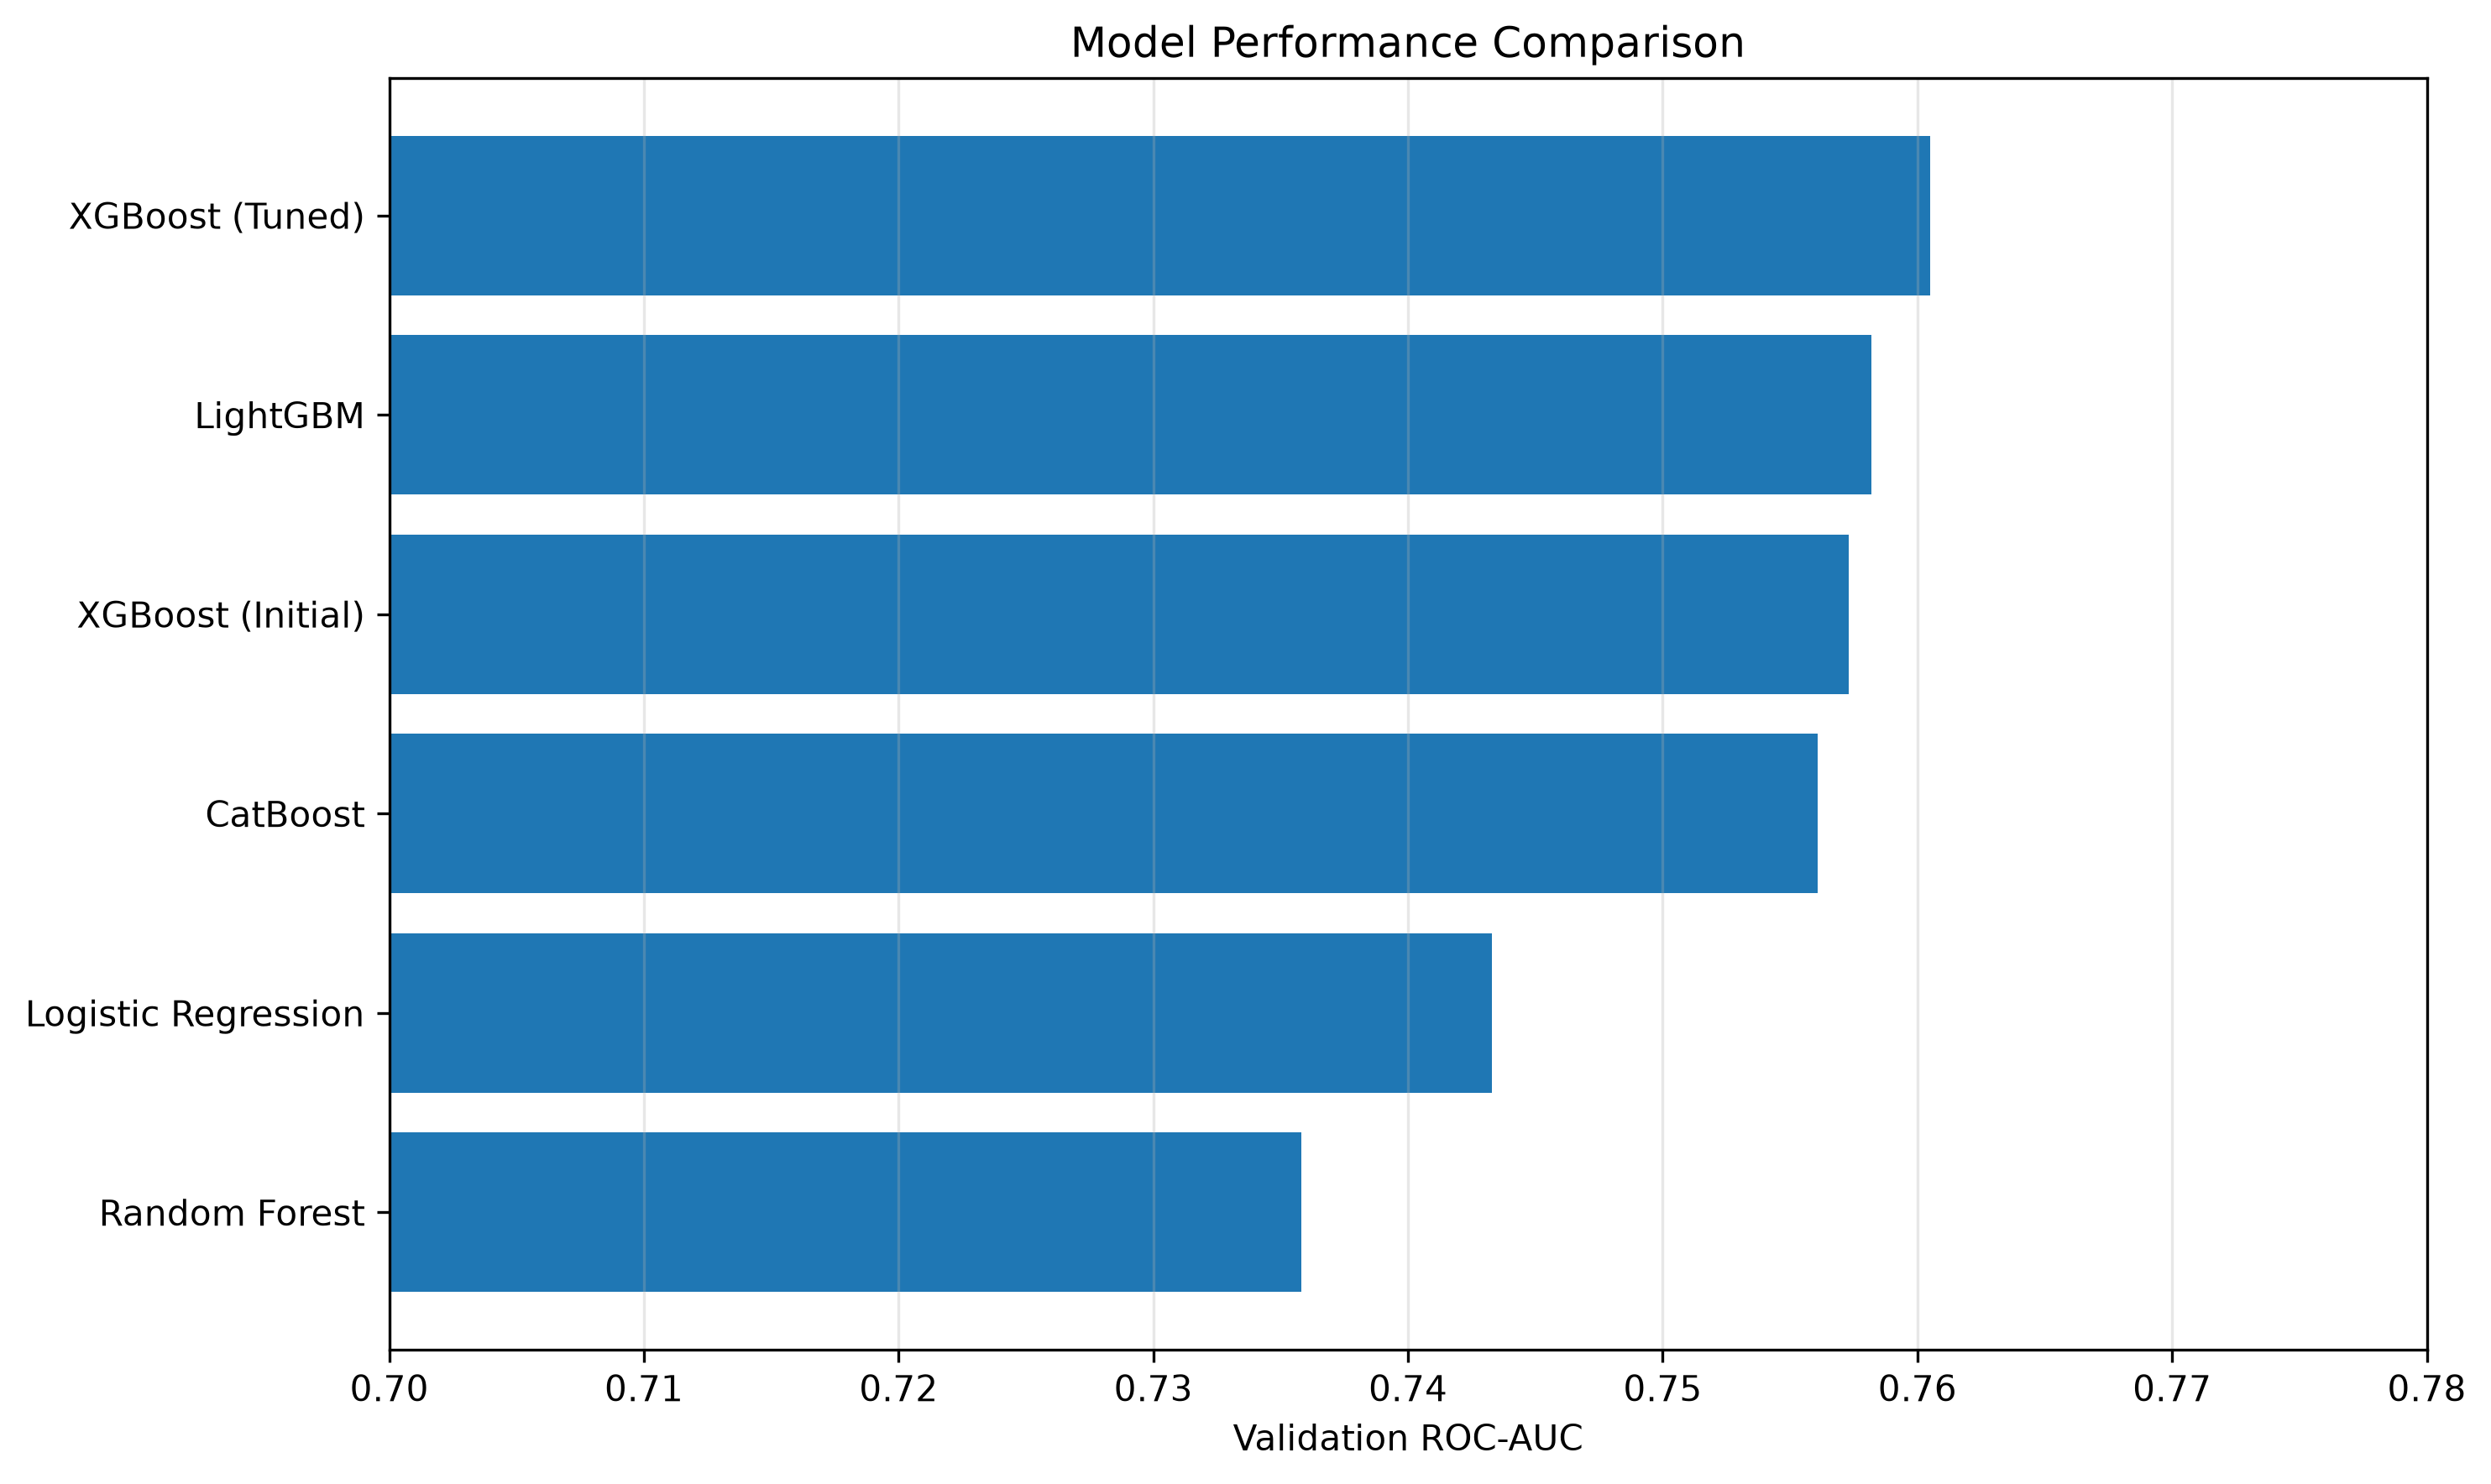 Model Performance Comparison
XGBoost (Tuned)
LightGBM
XGBoost (Initial)
CatBoost
Logistic Regression
Random Forest
0.70 0.71 0.72 0.73 0.74 0.75 0.76 0.77 0.78
Validation ROC-AUC